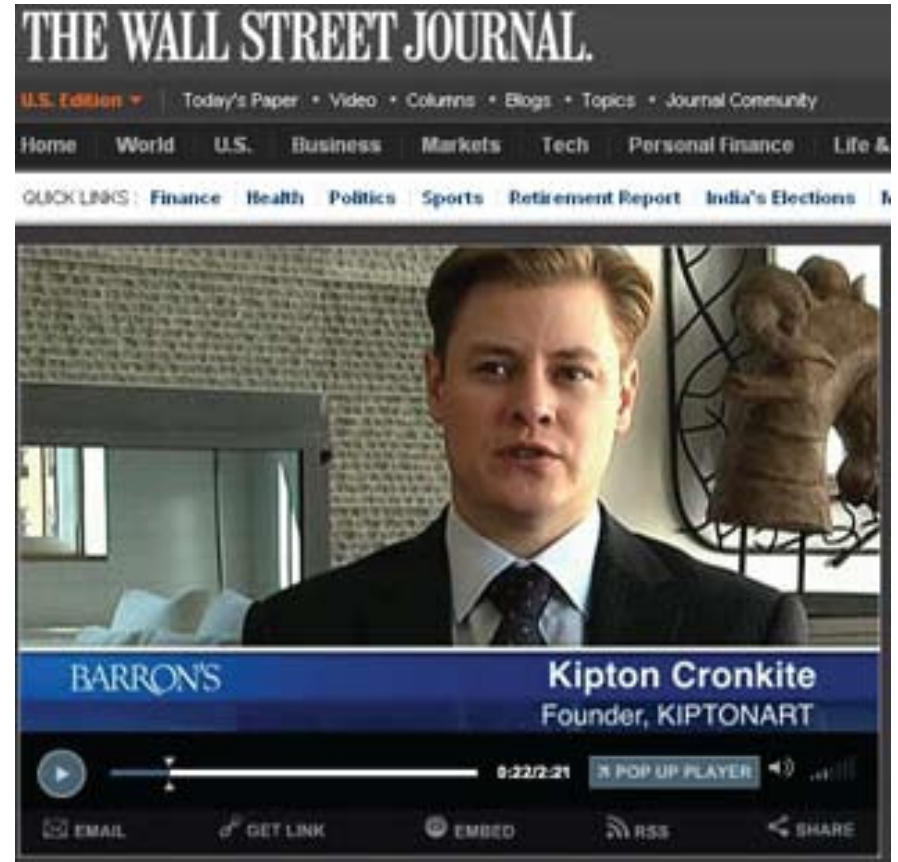 THE WALL STREET JOURNAL.
U.S. Edition Today's Paper • Video • Columns • Blogs • Topics • Journal Community
Home World U.S. Business Markets Tech Personal Finance Life &
QUICK LINKS: Finance Health Politics Sports Retirement Report India's Elections
BARRON'S
Kipton Cronkite
Founder, KIPTONART
0:22/2:21 POP UP PLAYER
EMAIL GET LINK EMBED RSS SHARE